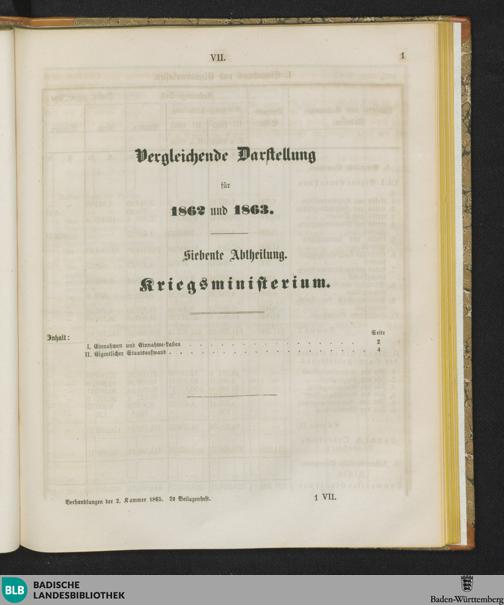 VII.
1
Vergleichende Darstellung
für
1862 und 1863.
Siebente Abtheilung.
Kriegsministerium.
Inhalt:
Seite
I. Einnahmen und Einnahme-Lasten . . . . . . . . . . . . . . . 2
II. Eigentlicher Staatsaufwand . . . . . . . . . . . . . . . . 4
Verhandlungen der 2. Kammer 1865. 2s Beilagenheft.
1 VII.
BLB
BADISCHE
LANDESBIBLIOTHEK
Baden-Württemberg